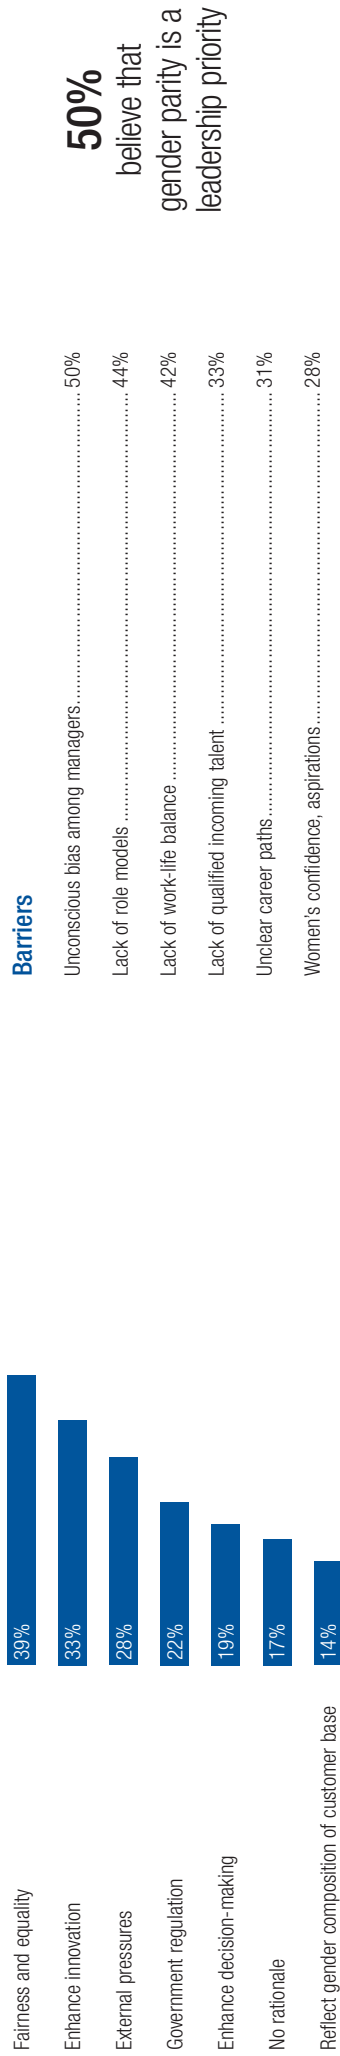 Fairness and equality 39%
Enhance innovation 33%
External pressures 28%
Government regulation 22%
Enhance decision-making 19%
No rationale 17%
Reflect gender composition of customer base 14%
Barriers
Unconscious bias among managers 50%
Lack of role models 44%
Lack of work-life balance 42%
Lack of qualified incoming talent 33%
Unclear career paths 31%
Women’s confidence, aspirations 28%
50%
believe that
gender parity is a
leadership priority